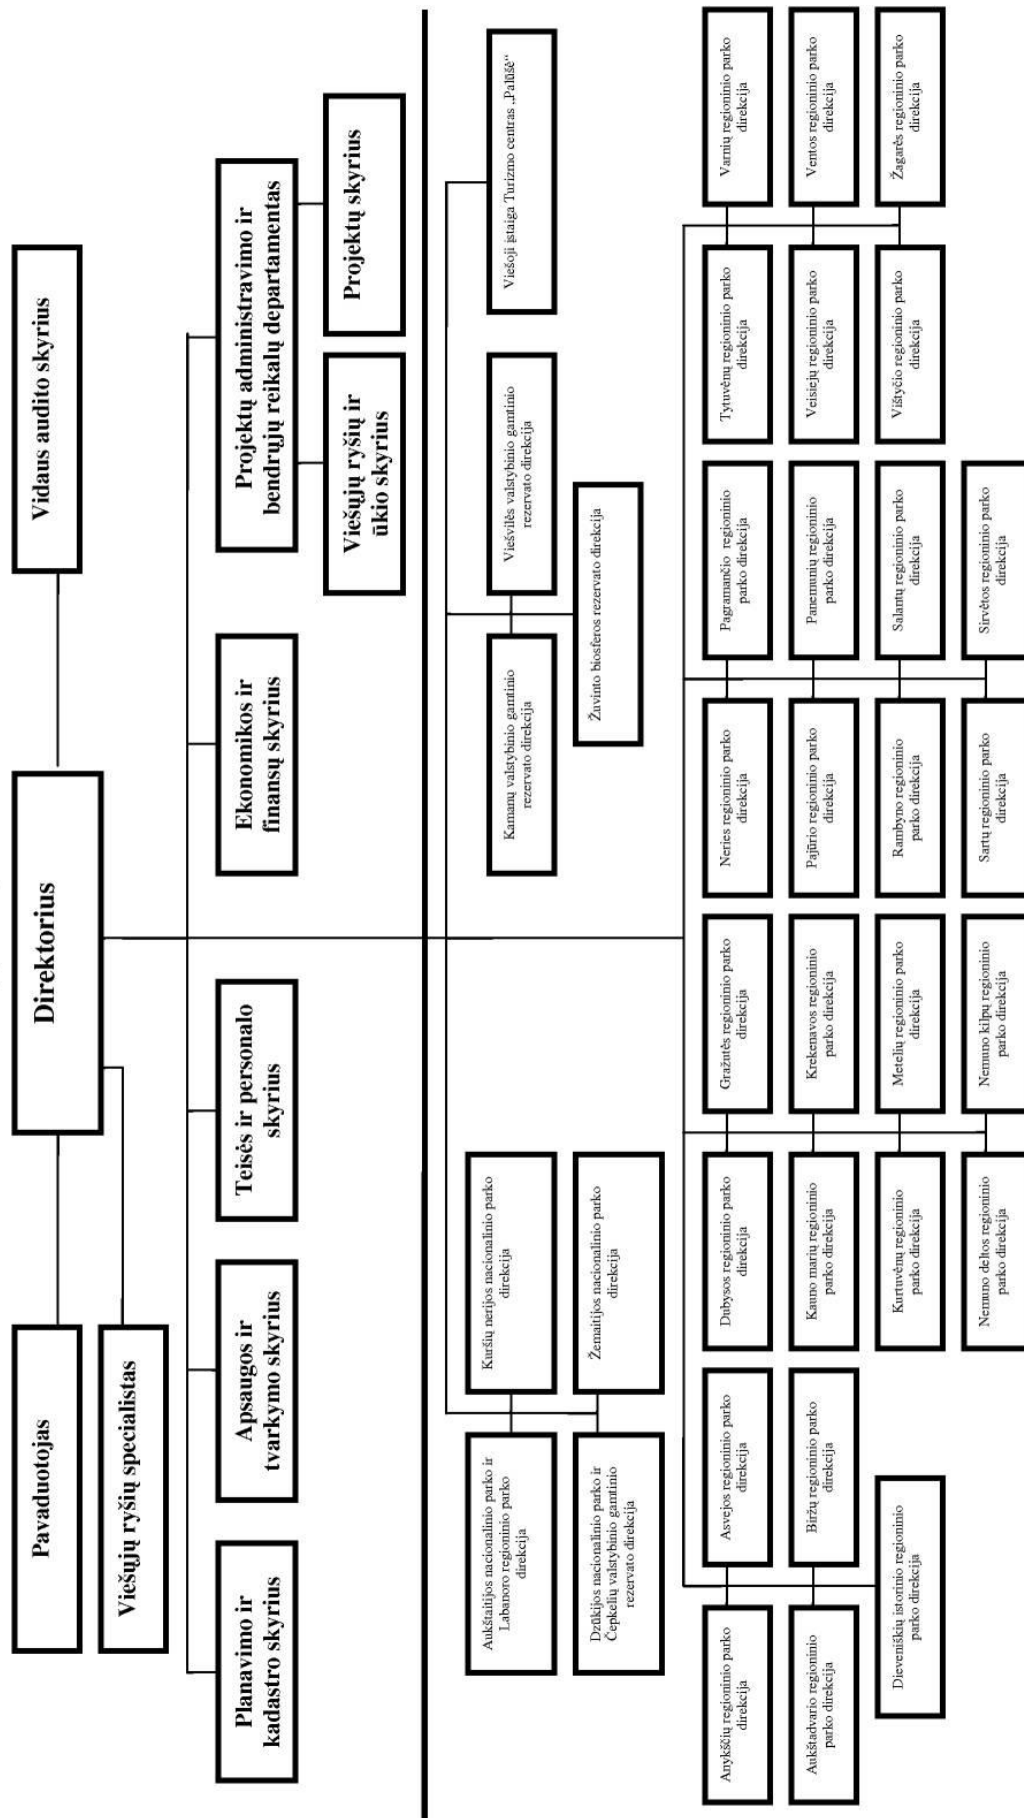 Direktorius
Vidaus audito skyrius
Pavaduotojas
Viešųjų ryšių specialistas
Planavimo ir
kadastro skyrius
Apsaugos ir
tvarkymo skyrius
Teisės ir personalo
skyrius
Ekonomikos ir
finansų skyrius
Projektų administravimo ir
bendrųjų reikalų departamentas
Viešųjų ryšių ir
ūkio skyrius
Projektų skyrius
Aukštaitijos nacionalinio parko ir
Labanoro regioninio parko
direkcija
Kuršių nerijos nacionalinio parko
direkcija
Dzūkijos nacionalinio parko ir
Čepkelių valstybinio gamtinio
rezervato direkcija
Žemaitijos nacionalinio parko
direkcija
Kamanų valstybinio gamtinio
rezervato direkcija
Viešvilės valstybinio gamtinio
rezervato direkcija
Žuvinto biosferos rezervato direkcija
Viešoji įstaiga Turizmo centras „Palūšė“
Anykščių regioninio parko
direkcija
Asvejos regioninio parko
direkcija
Aukštadvario regioninio
parko direkcija
Biržų regioninio parko
direkcija
Dieveniškių istorinio regioninio
parko direkcija
Dubysos regioninio parko
direkcija
Gražutės regioninio parko
direkcija
Kauno marių regioninio
parko direkcija
Krekenavos regioninio
parko direkcija
Kurtuvėnų regioninio
parko direkcija
Metelių regioninio parko
direkcija
Nemuno deltos regioninio
parko direkcija
Nemuno kilpų regioninio
parko direkcija
Neries regioninio parko
direkcija
Pagramančio regioninio
parko direkcija
Pajūrio regioninio parko
direkcija
Panemunių regioninio
parko direkcija
Rambyno regioninio
parko direkcija
Salantų regioninio parko
direkcija
Sartų regioninio parko
direkcija
Sirvėtos regioninio parko
direkcija
Tytuvėnų regioninio parko
direkcija
Varnių regioninio parko
direkcija
Veisiejų regioninio parko
direkcija
Ventos regioninio parko
direkcija
Vištyčio regioninio parko
direkcija
Žagarės regioninio parko
direkcija